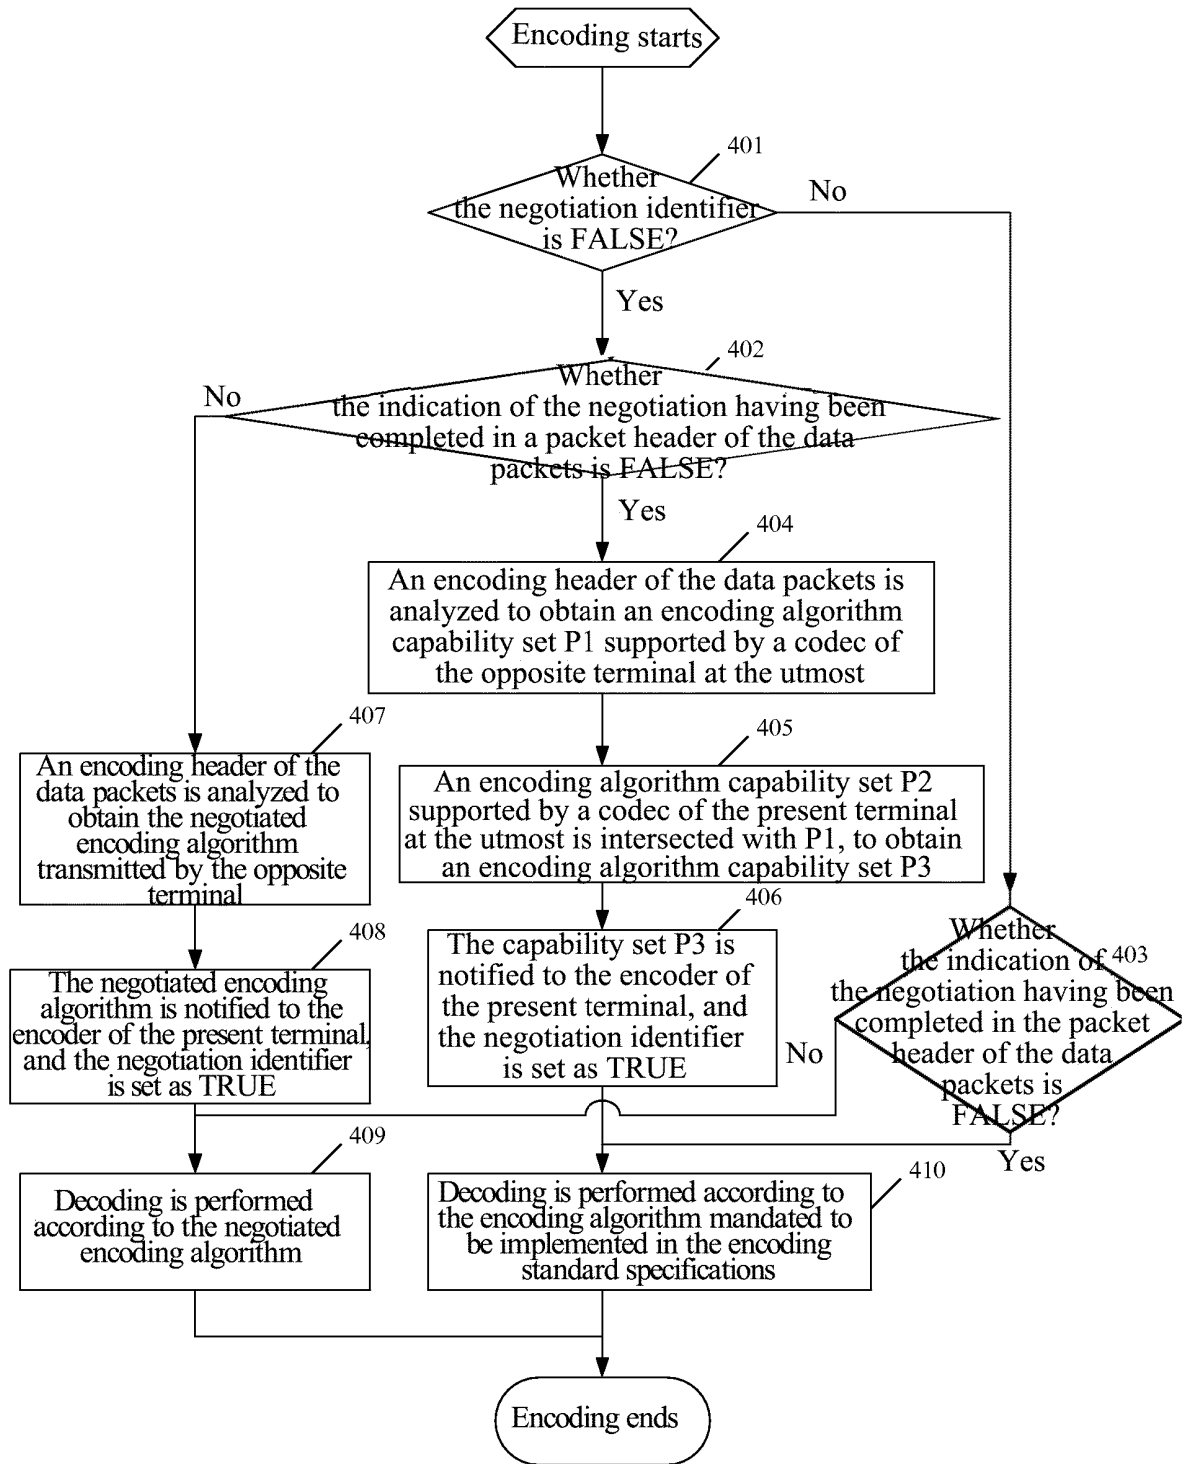 Encoding starts
401
Whether
the negotiation identifier
is FALSE?
No
Yes
402
Whether
the indication of the negotiation having been
completed in a packet header of the data
packets is FALSE?
No
Yes
404
An encoding header of the data packets is
analyzed to obtain an encoding algorithm
capability set P1 supported by a codec of
the opposite terminal at the utmost
407
An encoding header of the
data packets is analyzed to
obtain the negotiated
encoding algorithm
transmitted by the opposite
terminal
405
An encoding algorithm capability set P2
supported by a codec of the present terminal
at the utmost is intersected with P1, to obtain
an encoding algorithm capability set P3
408
The negotiated encoding
algorithm is notified to the
encoder of the present terminal,
and the negotiation identifier
is set as TRUE
406
The capability set P3 is
notified to the encoder of
the present terminal, and
the negotiation identifier
is set as TRUE
403
Whether
the indication of
the negotiation having been
completed in the packet
header of the data
packets is
FALSE?
No
Yes
409
Decoding is performed
according to the negotiated
encoding algorithm
410
Decoding is performed according to
the encoding algorithm mandated to
be implemented in the encoding
standard specifications
Encoding ends